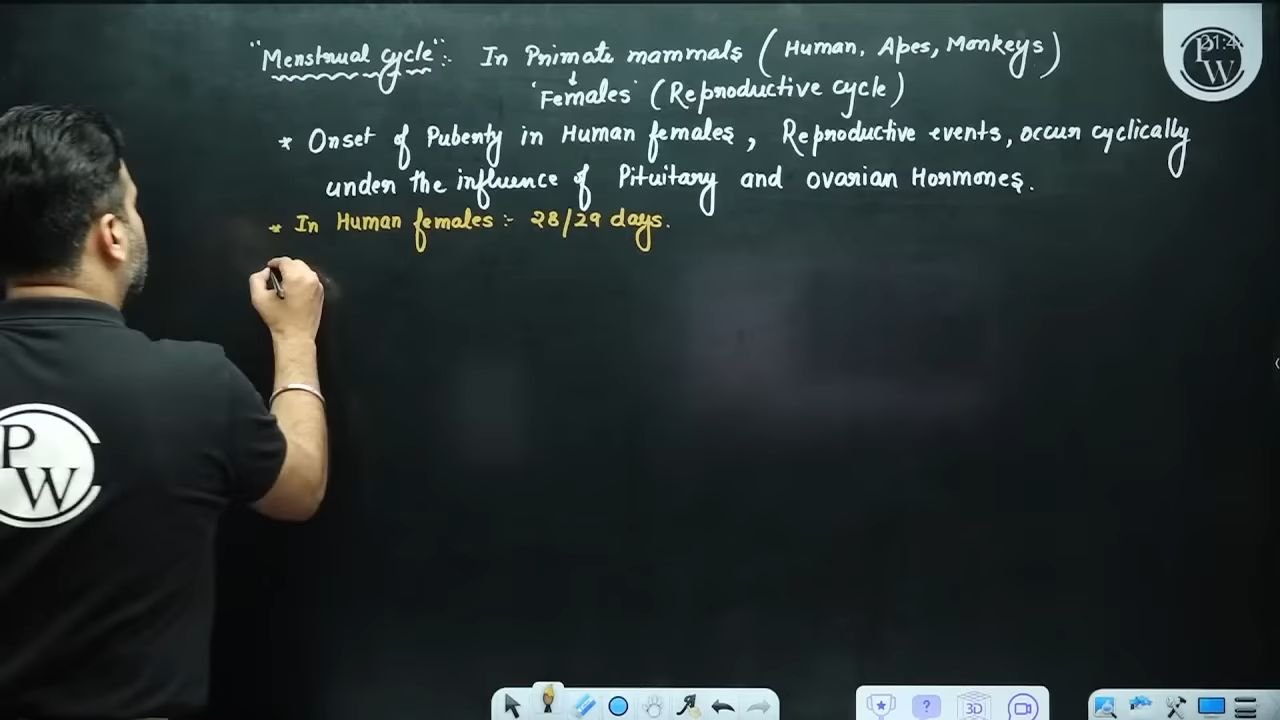 "Menstrual cycle":- In Primate mammals (Human, Apes, Monkeys)
'Females' (Reproductive cycle)
* Onset of Puberty in Human females, Reproductive events, occur cyclically
under the influence of Pituitary and ovarian Hormones.
* In Human females:- 28/29 days.
PW
PW
?
3D